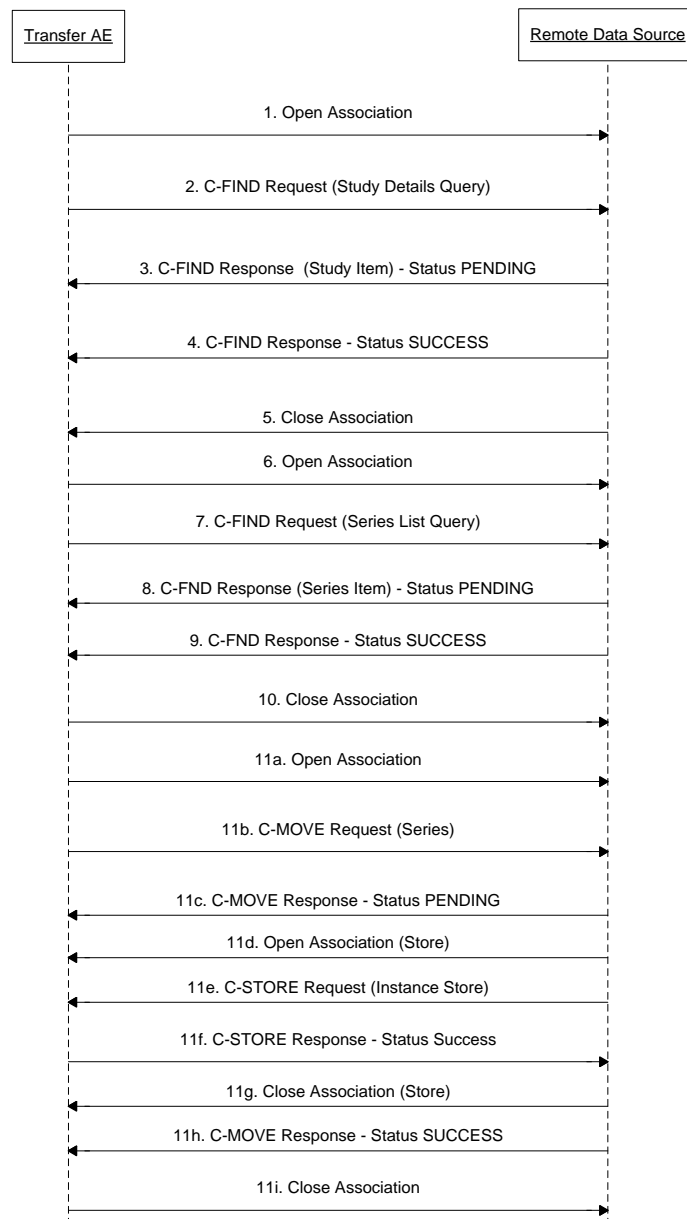 Transfer AE
Remote Data Source
1. Open Association
2. C-FIND Request (Study Details Query)
3. C-FIND Response (Study Item) - Status PENDING
4. C-FIND Response - Status SUCCESS
5. Close Association
6. Open Association
7. C-FIND Request (Series List Query)
8. C-FND Response (Series Item) - Status PENDING
9. C-FND Response - Status SUCCESS
10. Close Association
11a. Open Association
11b. C-MOVE Request (Series)
11c. C-MOVE Response - Status PENDING
11d. Open Association (Store)
11e. C-STORE Request (Instance Store)
11f. C-STORE Response - Status Success
11g. Close Association (Store)
11h. C-MOVE Response - Status SUCCESS
11i. Close Association